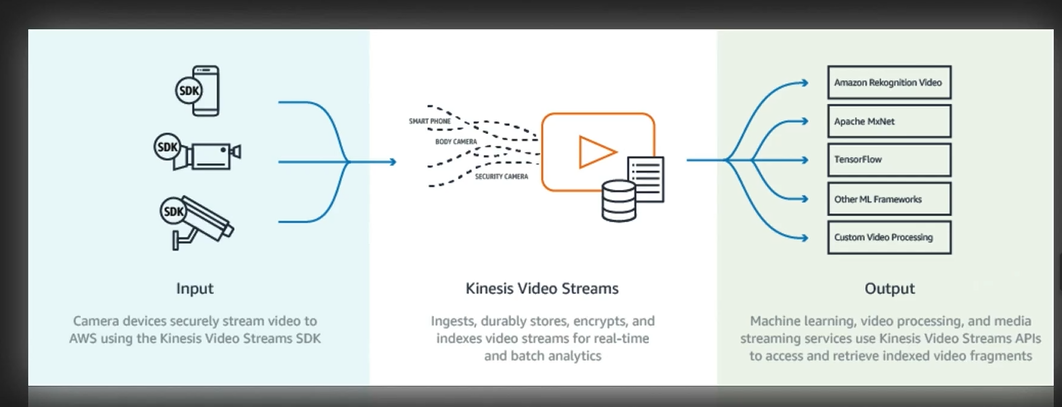 SDK
SDK
SDK
Input
Camera devices securely stream video to
AWS using the Kinesis Video Streams SDK
SMART PHONE
BODY CAMERA
SECURITY CAMERA
Kinesis Video Streams
Ingests, durably stores, encrypts, and
indexes video streams for real-time
and batch analytics
Amazon Rekognition Video
Apache MxNet
TensorFlow
Other ML Frameworks
Custom Video Processing
Output
Machine learning, video processing, and media
streaming services use Kinesis Video Streams APIs
to access and retrieve indexed video fragments